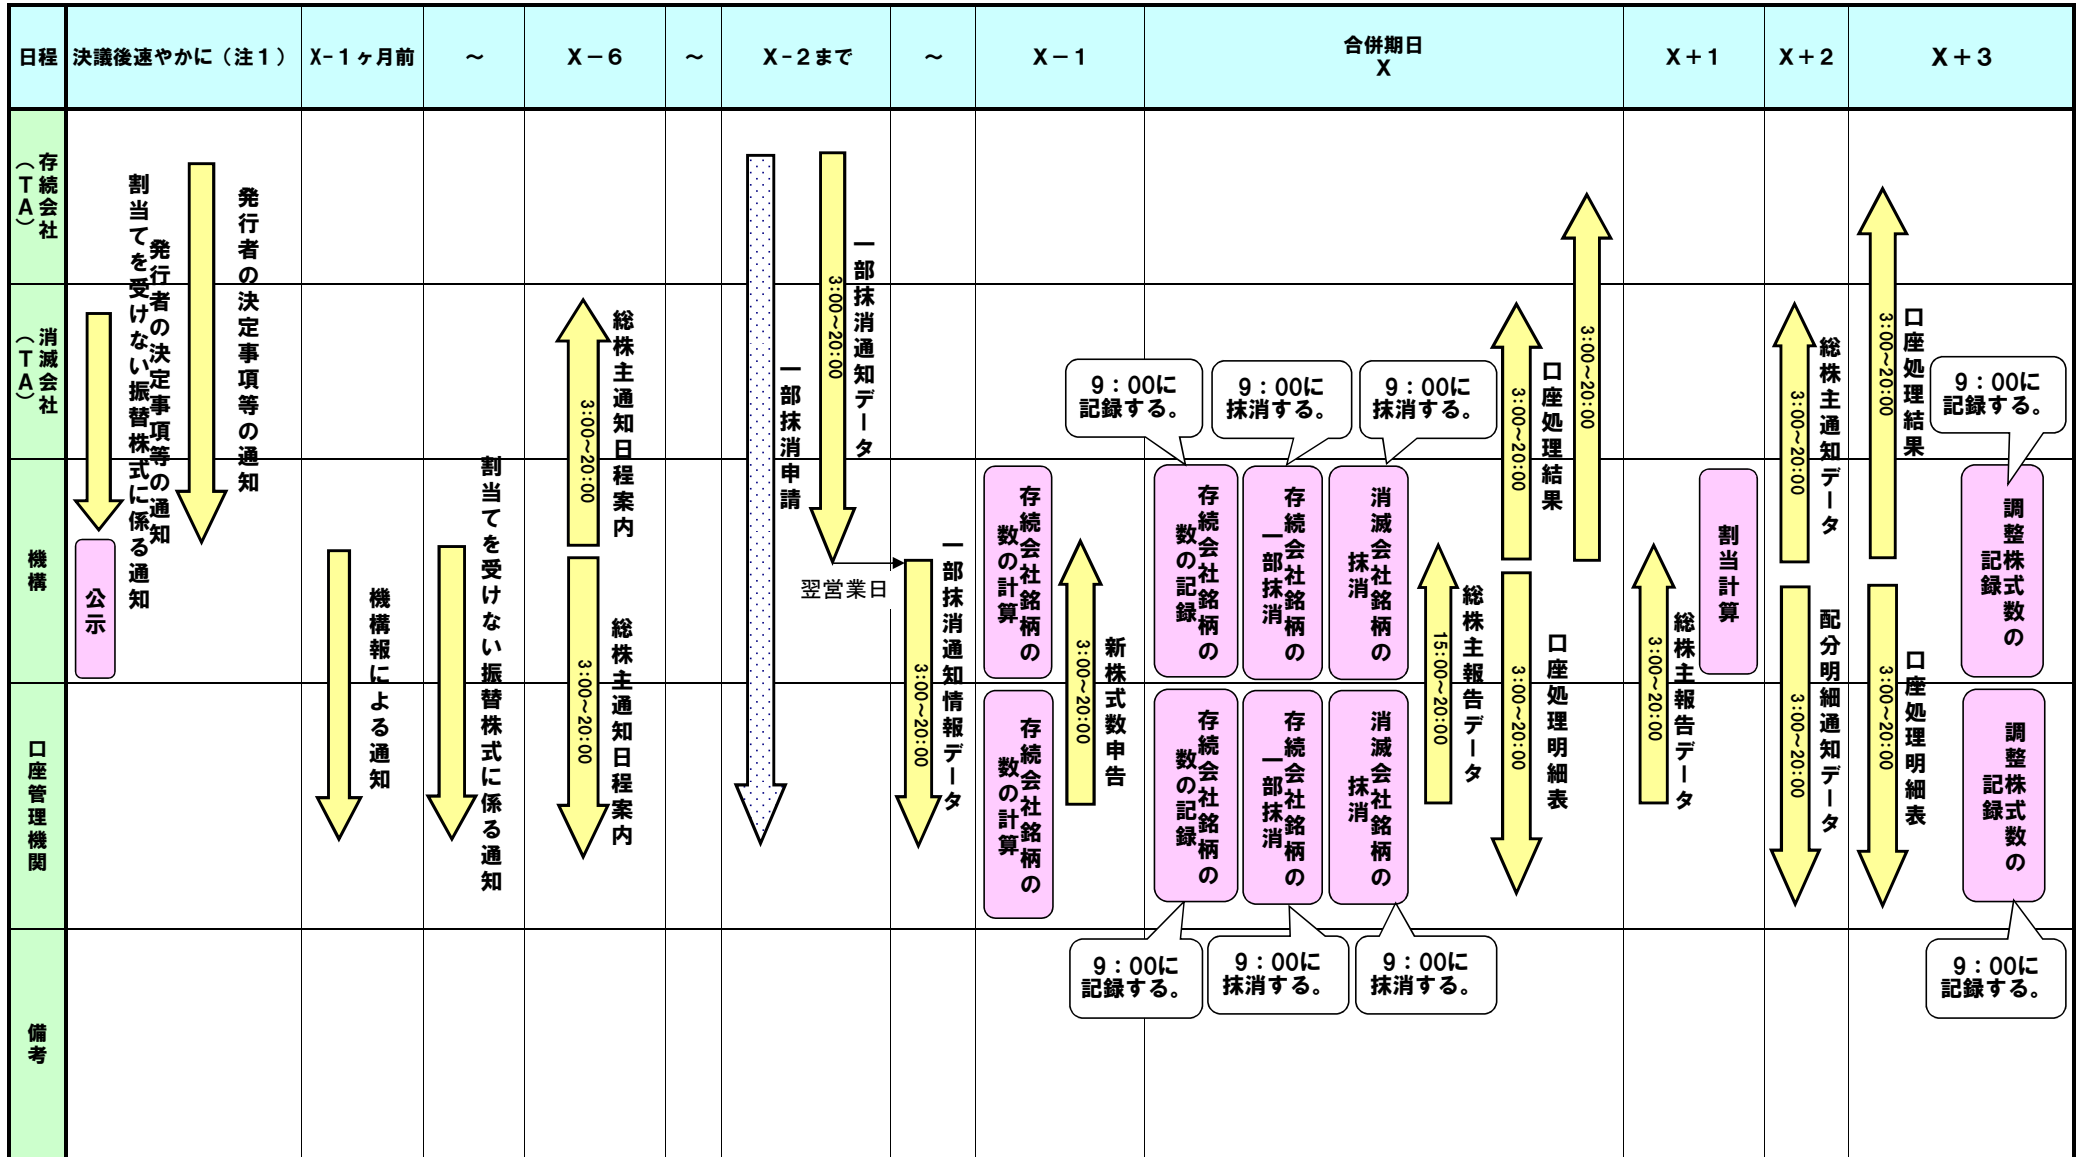 日程
決議後速やかに（注１）
X-１ヶ月前
～
X－６
～
X-２まで
～
X－１
合併期日
X
X＋１
X＋２
X＋３
存続会社
（TA）
消滅会社
（TA）
機構
口座管理機関
備考
発行者の決定事項等の通知
発行者の決定事項等の通知
割当てを受けない振替株式に係る通知
公示
機構報による通知
割当てを受けない振替株式に係る通知
総株主通知日程案内
3:00～20:00
総株主通知日程案内
3:00～20:00
一部抹消申請
一部抹消通知データ
3:00～20:00
翌営業日
一部抹消通知情報データ
3:00～20:00
存続会社銘柄の
数の計算
存続会社銘柄の
数の計算
新株式数申告
3:00～20:00
9：00に
記録する。
9：00に
抹消する。
9：00に
抹消する。
存続会社銘柄の
数の記録
存続会社銘柄の
一部抹消
消滅会社銘柄の
抹消
存続会社銘柄の
数の記録
存続会社銘柄の
一部抹消
消滅会社銘柄の
抹消
9：00に
記録する。
9：00に
抹消する。
9：00に
抹消する。
総株主報告データ
15:00～20:00
口座処理結果
3:00～20:00
3:00～20:00
口座処理明細表
3:00～20:00
総株主報告データ
3:00～20:00
割当計算
総株主通知データ
3:00～20:00
配分明細通知データ
3:00～20:00
口座処理結果
3:00～20:00
口座処理明細表
3:00～20:00
9：00に
記録する。
調整株式数の
記録
調整株式数の
記録
9：00に
記録する。